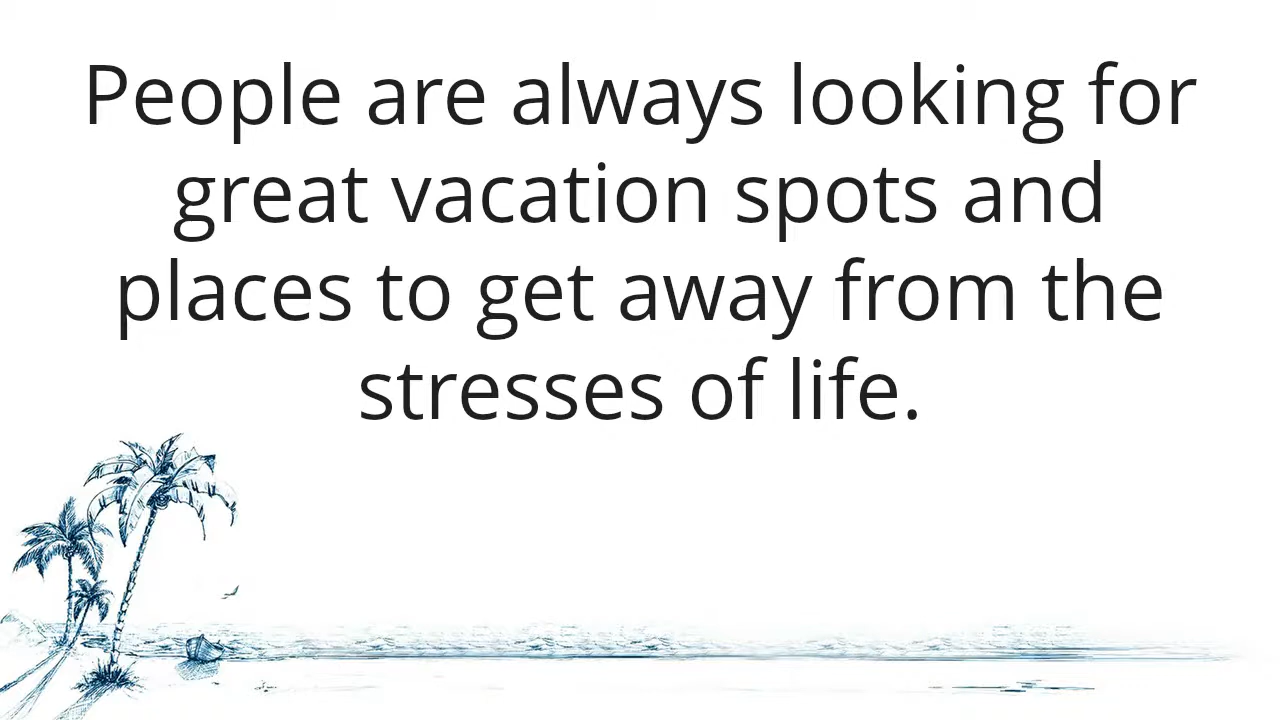 People are always looking for
great vacation spots and
places to get away from the
stresses of life.